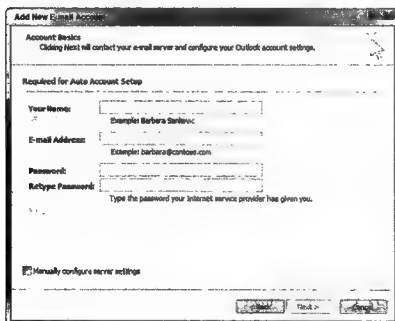 Add New E-mail Account
Account Basics
Clicking Next will contact your e-mail server and configure your Outlook account settings.
Required for Auto Account Setup
Your Name:
Example: Barbara Sankovic
E-mail Address:
Example: barbara@contoso.com
Password:
Retype Password:
Type the password your Internet service provider has given you.
Manually configure server settings
< Back Next > Cancel